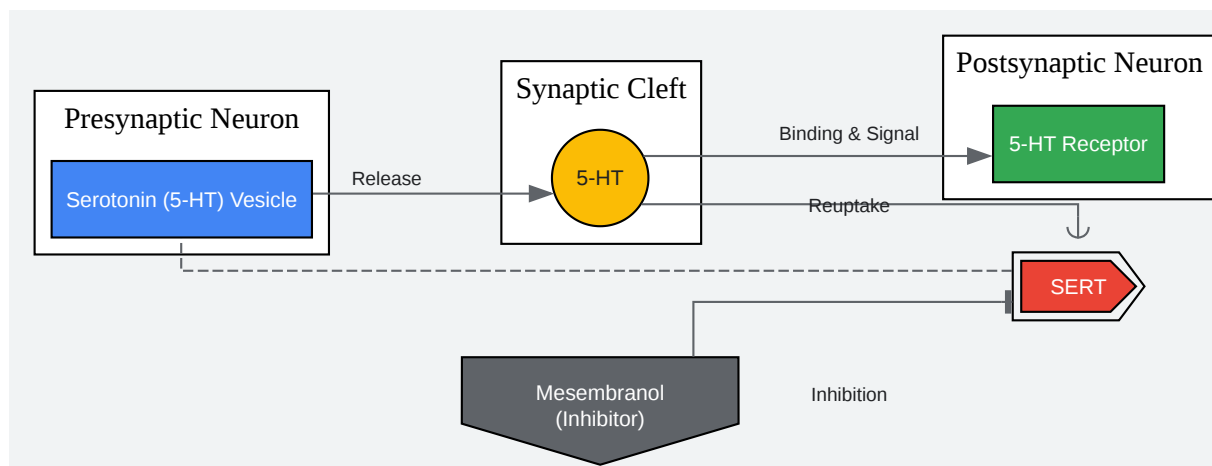 Presynaptic Neuron
Serotonin (5-HT) Vesicle
Release
Synaptic Cleft
5-HT
Binding & Signal
Reuptake
Postsynaptic Neuron
5-HT Receptor
SERT
Mesembranol
(Inhibitor)
Inhibition